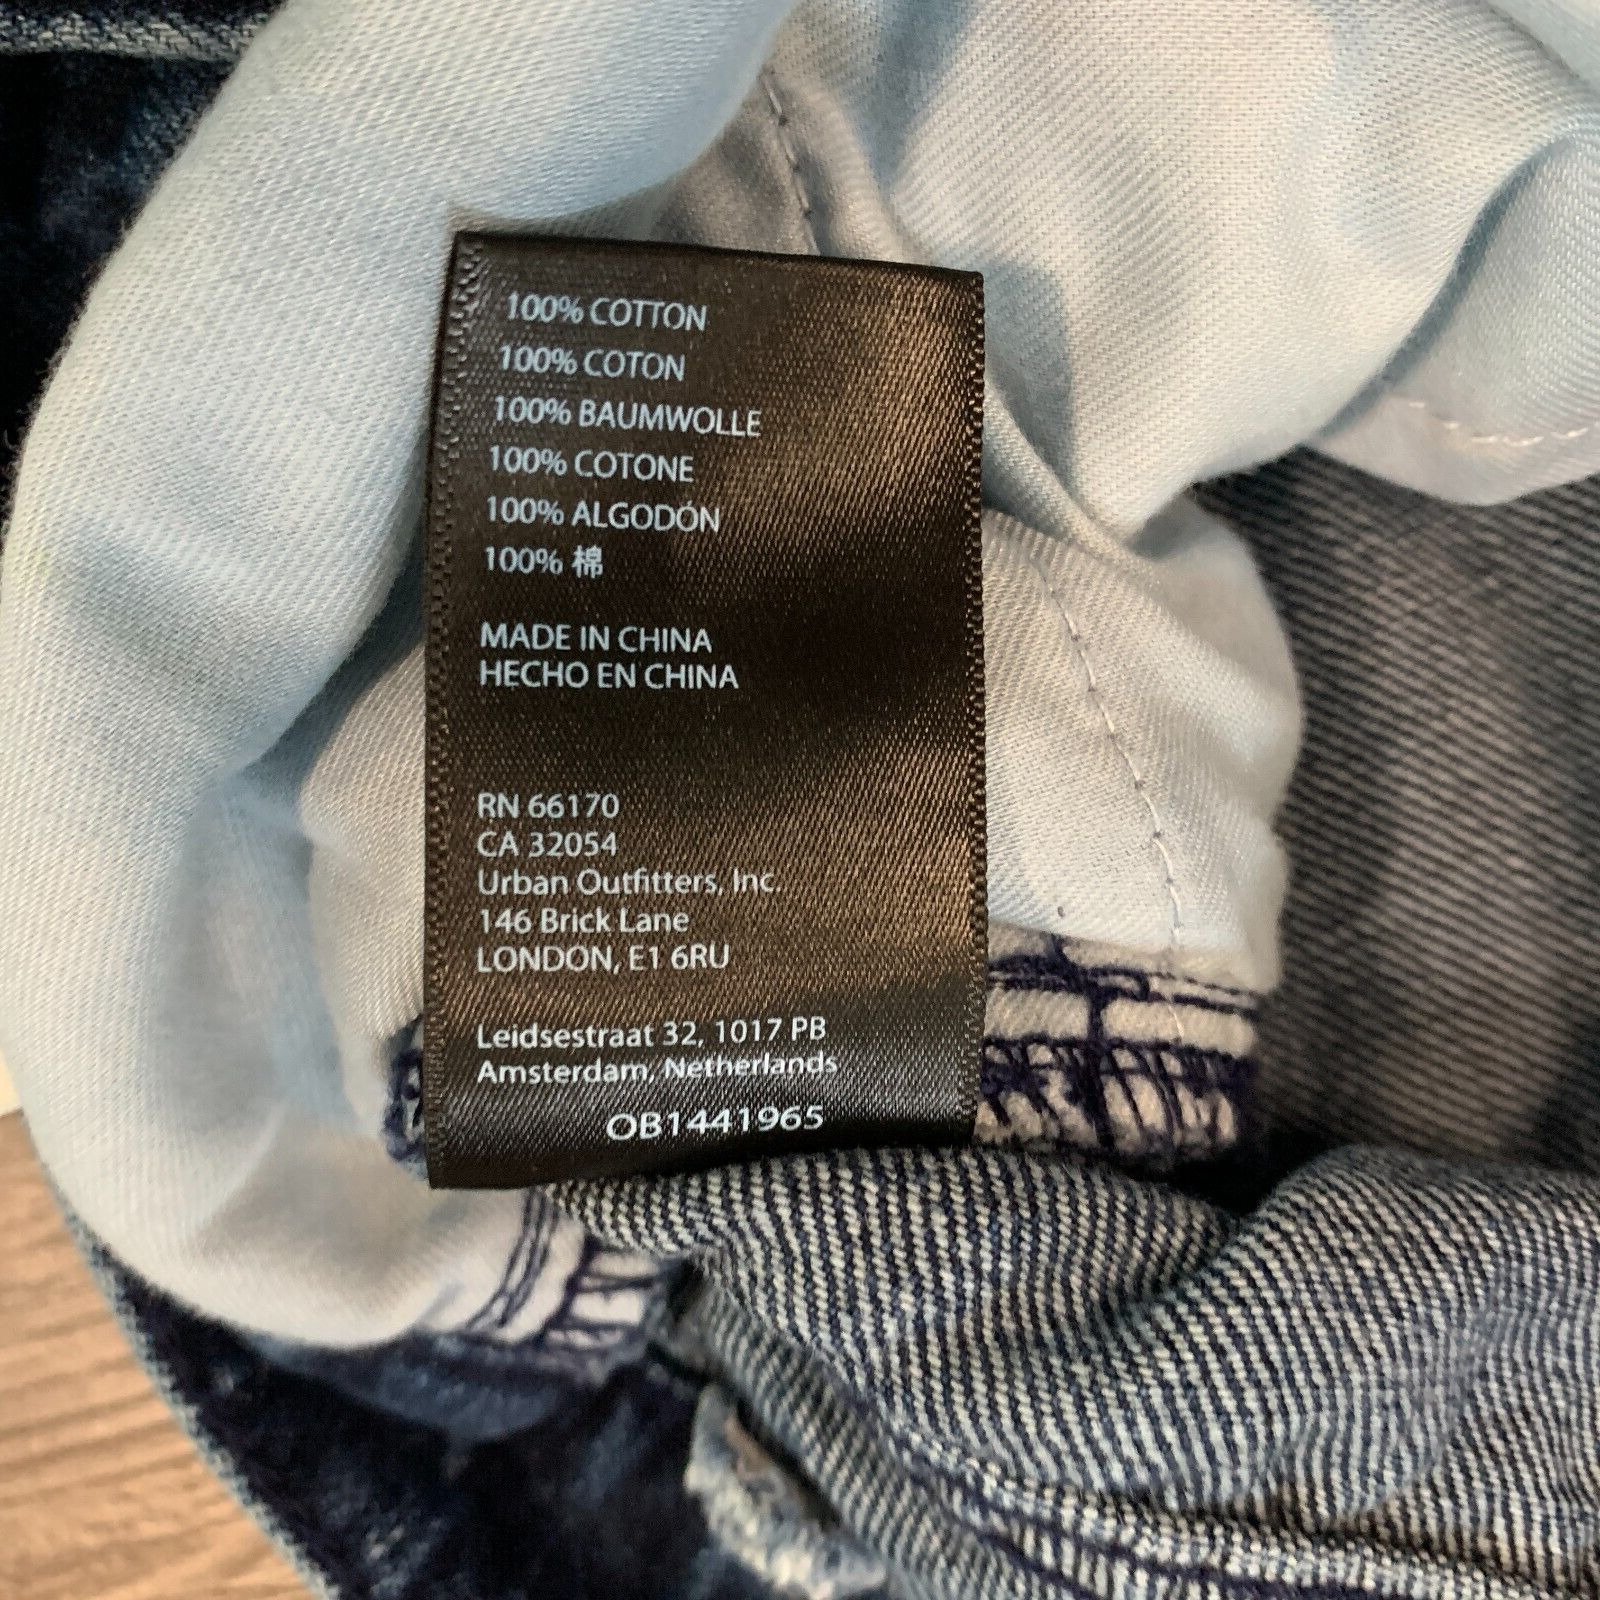 100% COTTON
100% COTON
100% BAUMWOLLE
100% COTONE
100% ALGODÓN
100% 棉
MADE IN CHINA
HECHO EN CHINA
RN 66170
CA 32054
Urban Outfitters, Inc.
146 Brick Lane
LONDON, E1 6RU
Leidsestraat 32, 1017 PB
Amsterdam, Netherlands
OB1441965